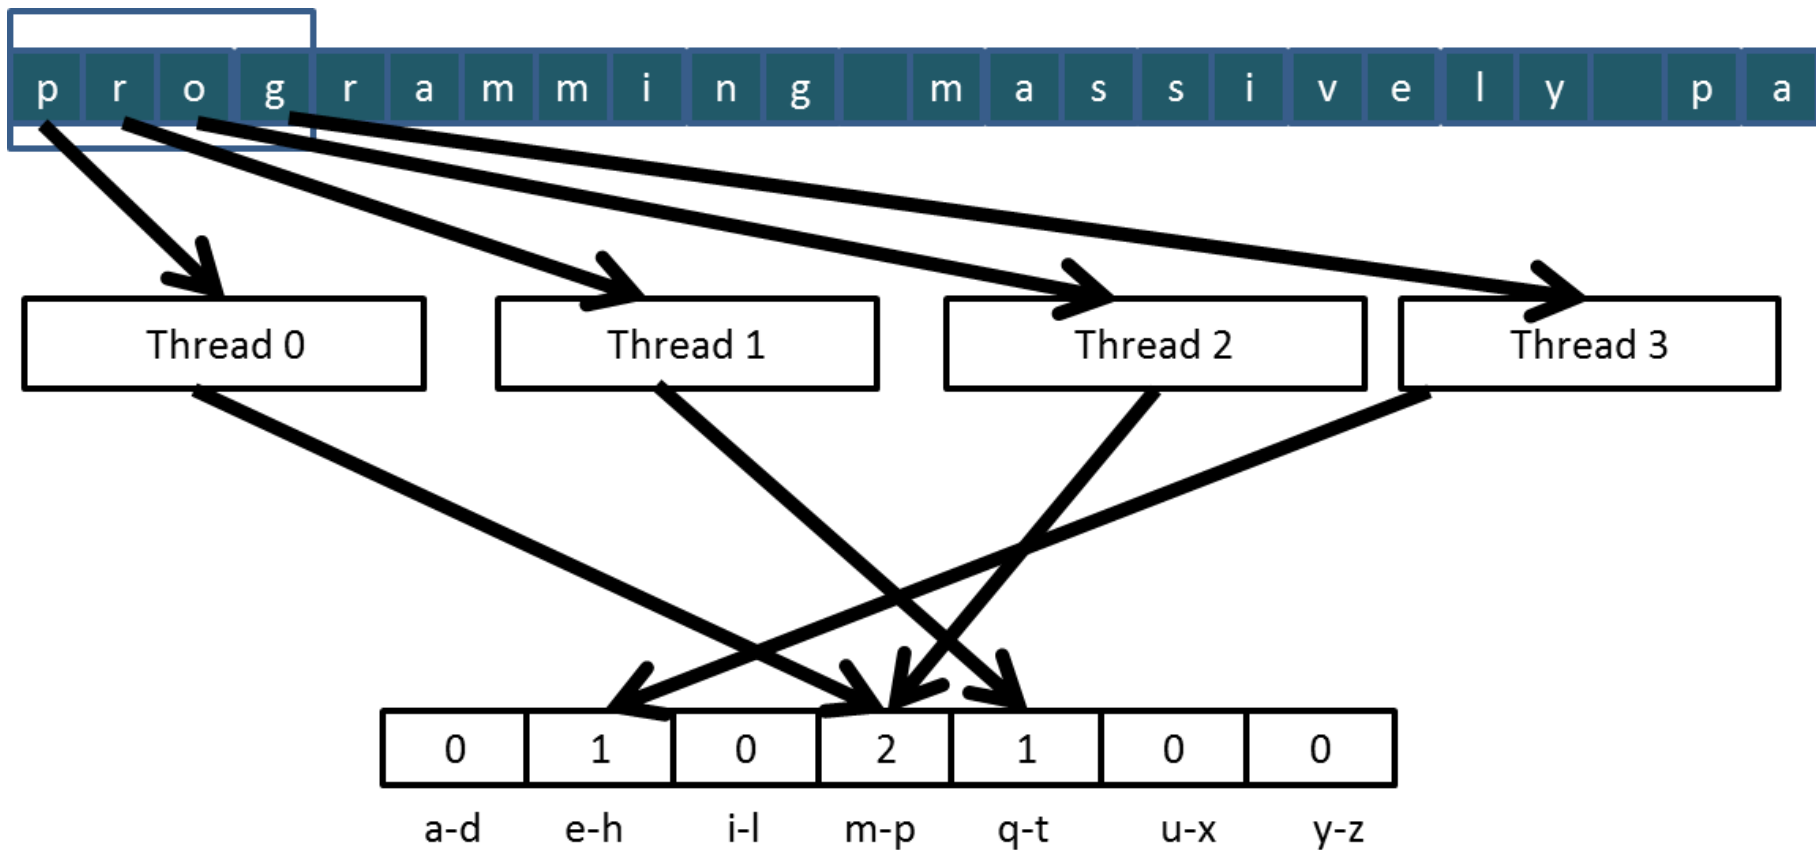 p r o g r a m m i n g m a s s i v e l y p a
Thread 0 Thread 1 Thread 2 Thread 3
0 1 0 2 1 0 0
a-d e-h i-l m-p q-t u-x y-z